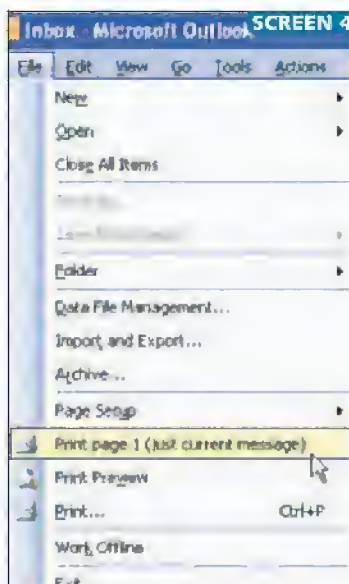 Inbox - Microsoft Outlook SCREEN 4
File Edit View Go Tools Actions
New
Open
Close All Items
Folder
Data File Management...
Import and Export...
Archive...
Page Setup
Print page 1 (just current message)
Print Preview
Print... Ctrl+P
Work Offline
Exit